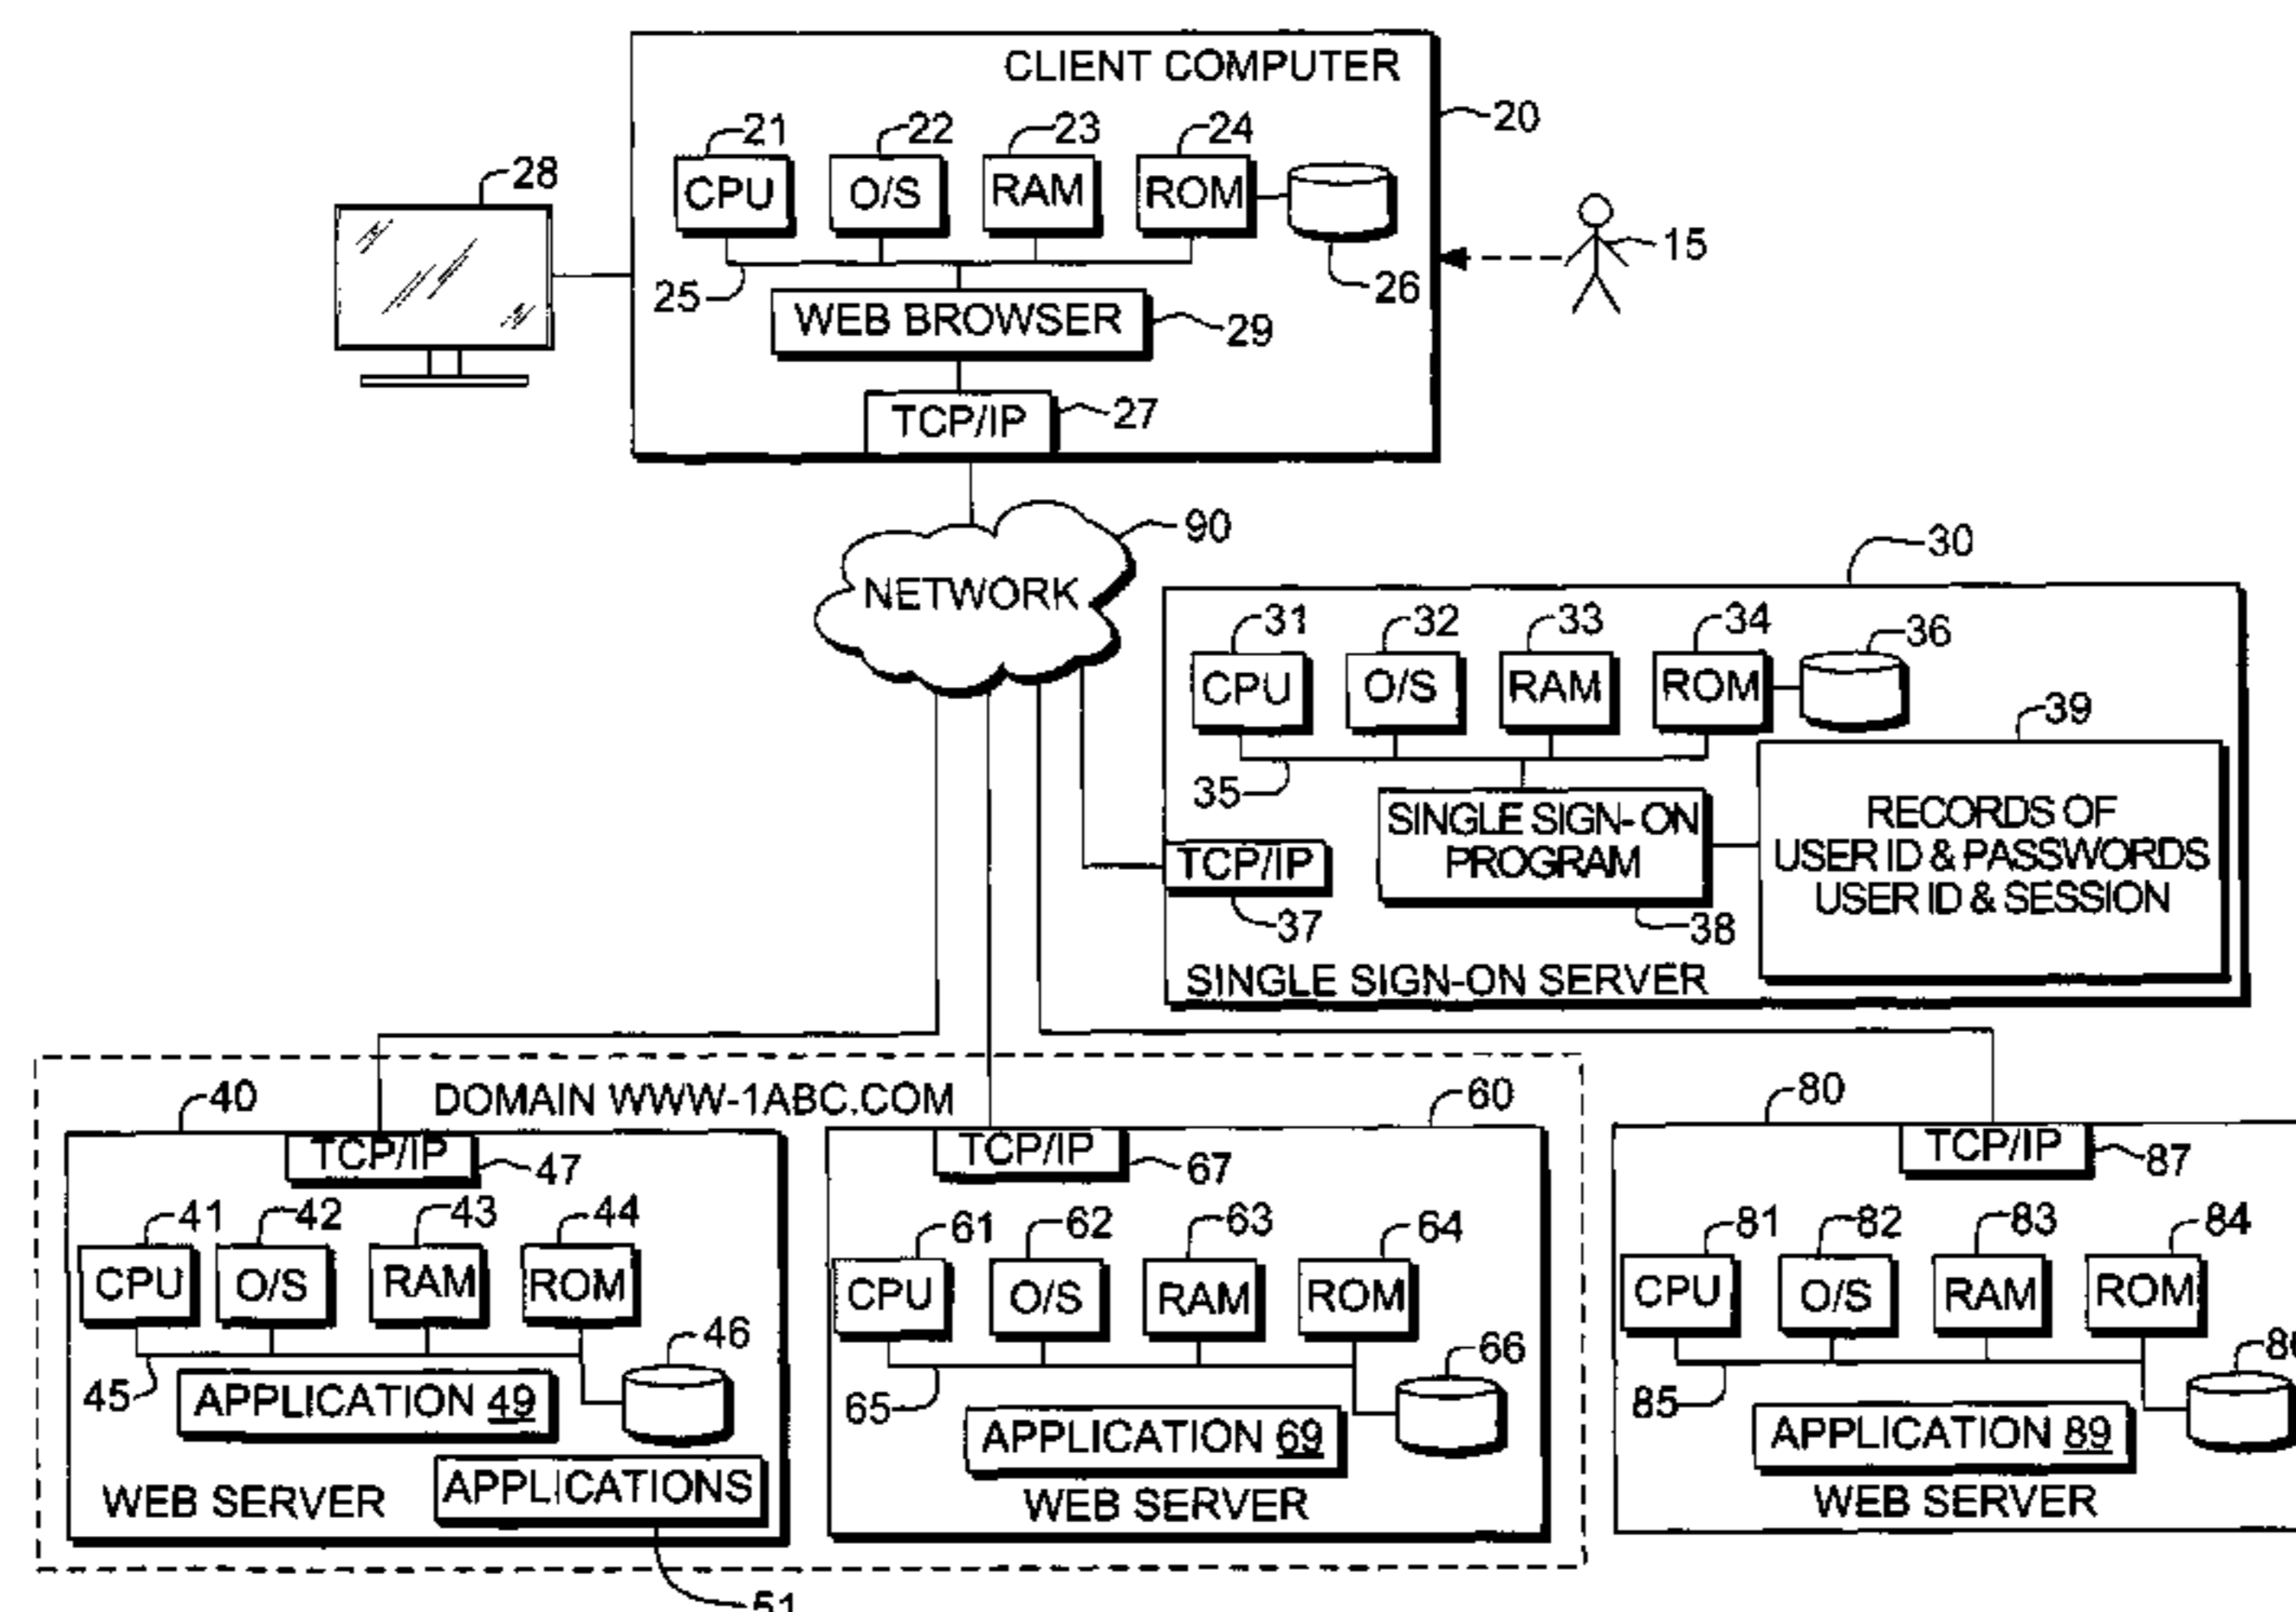 CLIENT COMPUTER
20
21 22 23 24
CPU O/S RAM ROM
28
15
25
26
WEB BROWSER 29
TCP/IP 27
90
NETWORK
30
31 32 33 34 36
CPU O/S RAM ROM
39
35
SINGLE SIGN-ON
PROGRAM
38
RECORDS OF
USER ID & PASSWORDS
USER ID & SESSION
TCP/IP
37
SINGLE SIGN-ON SERVER
DOMAIN WWW-1ABC.COM
40
TCP/IP
47
41 42 43 44
CPU O/S RAM ROM
46
45
APPLICATION 49
APPLICATIONS
WEB SERVER
51
60
TCP/IP
67
61 62 63 64
CPU O/S RAM ROM
66
65
APPLICATION 69
WEB SERVER
80
TCP/IP
87
81 82 83 84
CPU O/S RAM ROM
85
APPLICATION 89
WEB SERVER